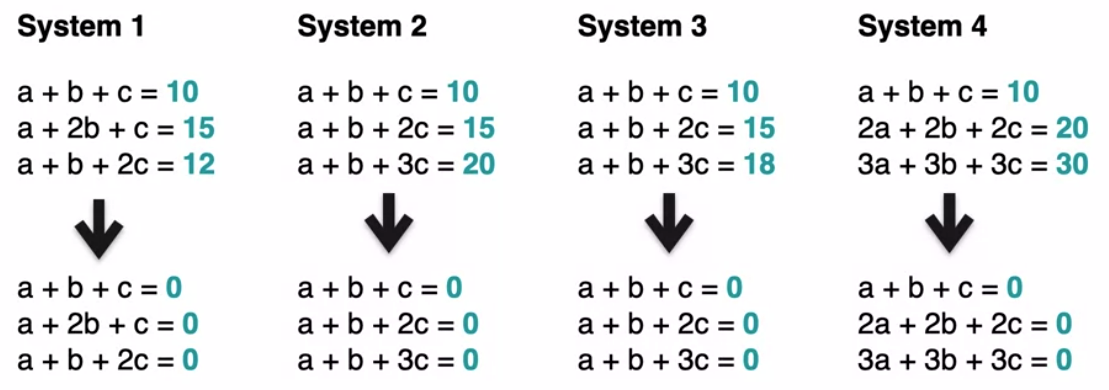 System 1
a + b + c = 10
a + 2b + c = 15
a + b + 2c = 12
a + b + c = 0
a + 2b + c = 0
a + b + 2c = 0
System 2
a + b + c = 10
a + b + 2c = 15
a + b + 3c = 20
a + b + c = 0
a + b + 2c = 0
a + b + 3c = 0
System 3
a + b + c = 10
a + b + 2c = 15
a + b + 3c = 18
a + b + c = 0
a + b + 2c = 0
a + b + 3c = 0
System 4
a + b + c = 10
2a + 2b + 2c = 20
3a + 3b + 3c = 30
a + b + c = 0
2a + 2b + 2c = 0
3a + 3b + 3c = 0